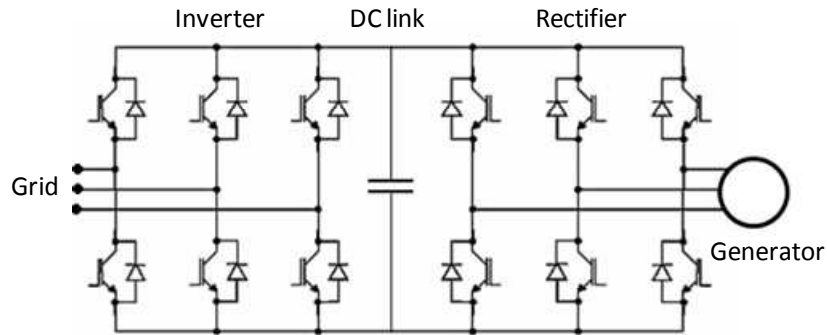 Inverter
DC link
Rectifier
Grid
Generator